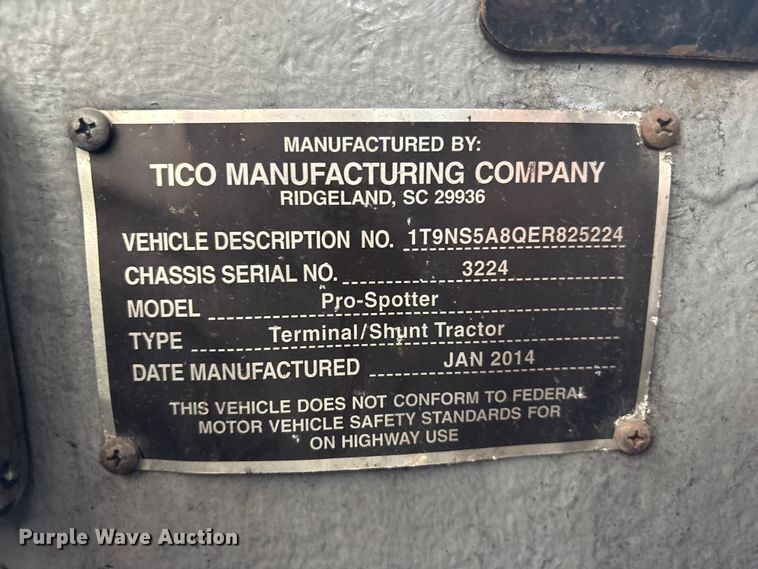 MANUFACTURED BY:
TICO MANUFACTURING COMPANY
RIDGELAND, SC 29936
VEHICLE DESCRIPTION NO. 1T9NS5A8QER825224
CHASSIS SERIAL NO. 3224
MODEL Pro-Spotter
TYPE Terminal/Shunt Tractor
DATE MANUFACTURED JAN 2014
THIS VEHICLE DOES NOT CONFORM TO FEDERAL
MOTOR VEHICLE SAFETY STANDARDS FOR
ON HIGHWAY USE
Purple Wave Auction